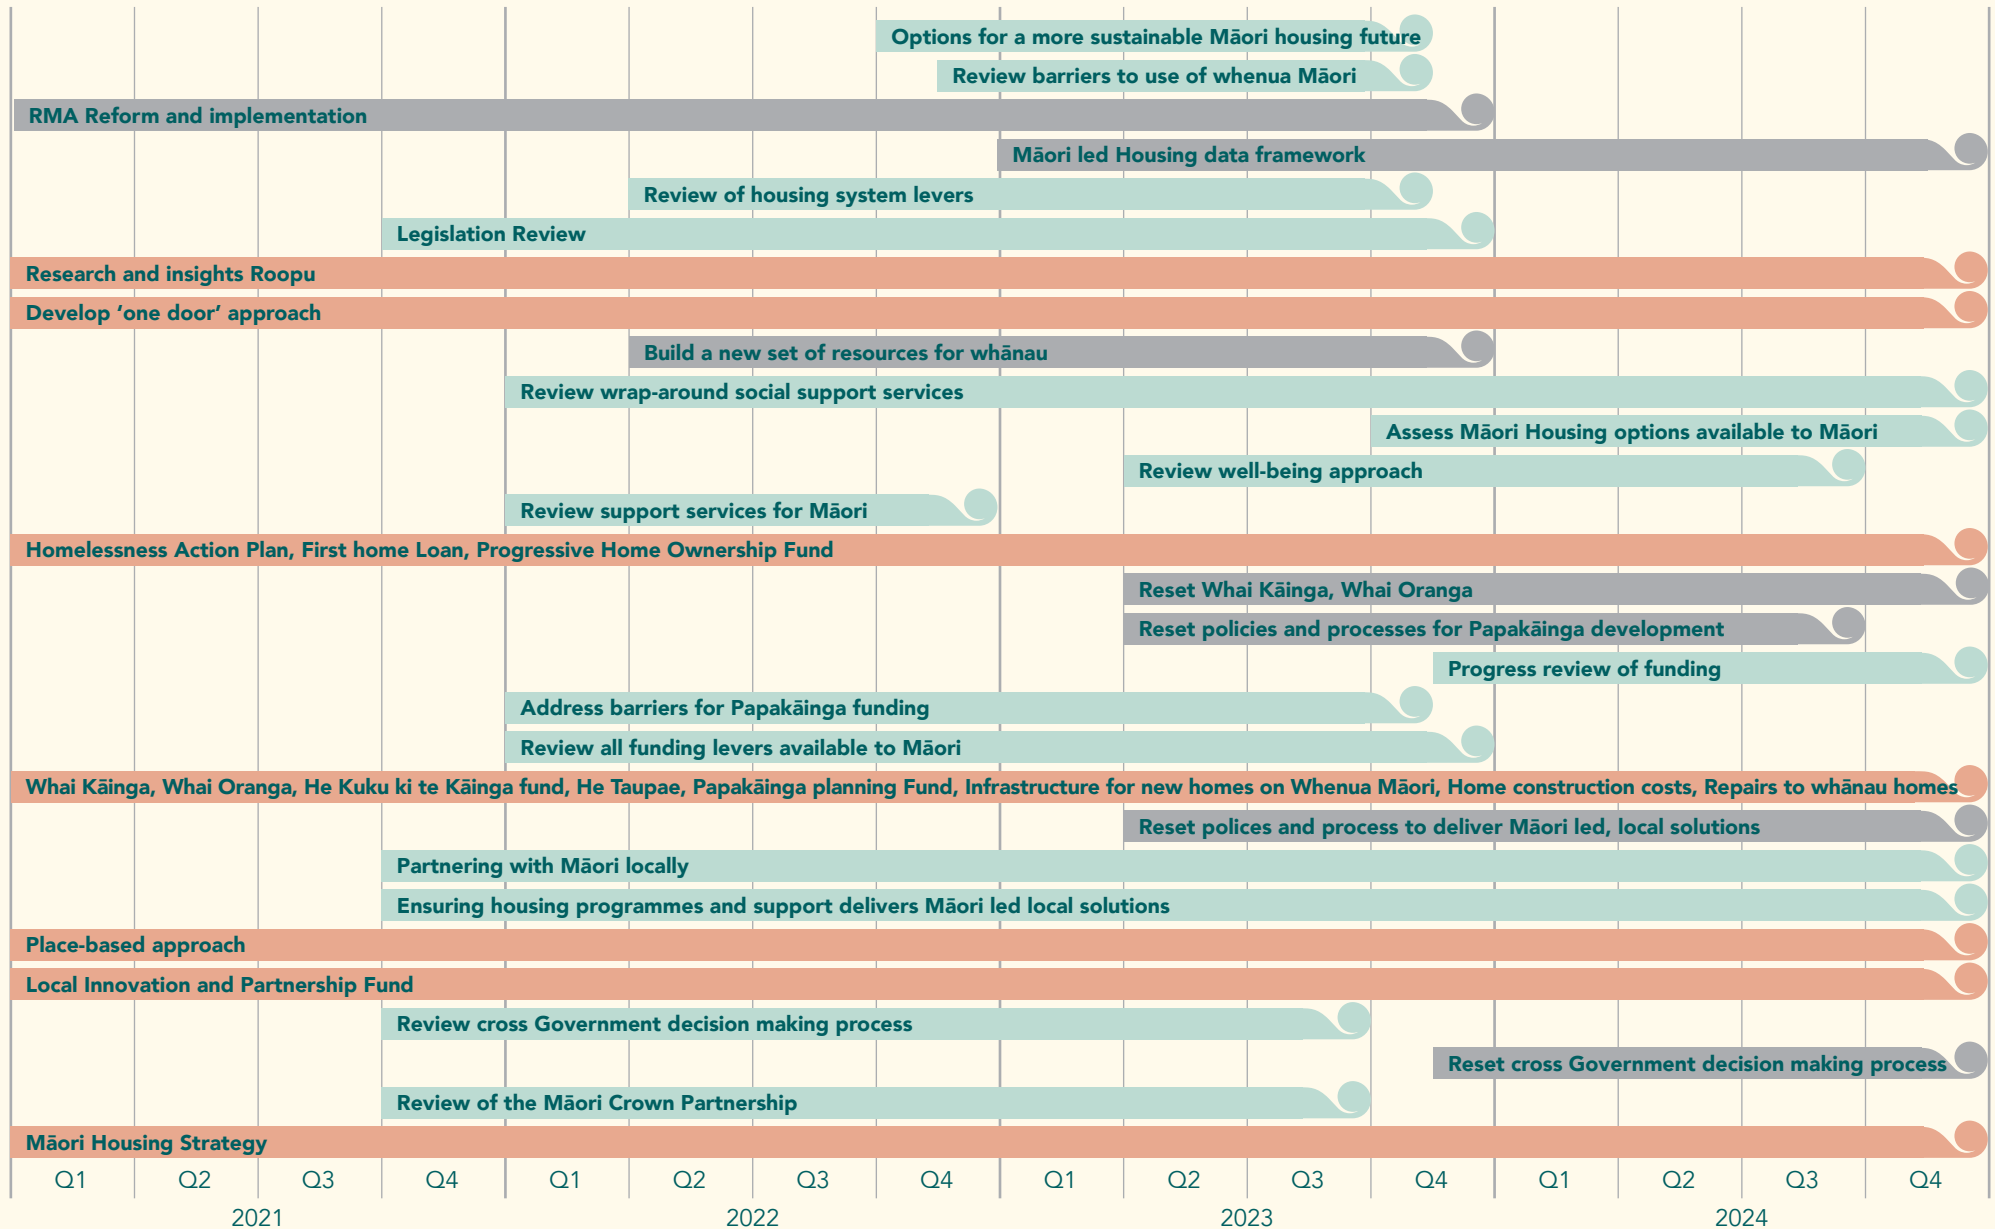 Options for a more sustainable Māori housing future
Review barriers to use of whenua Māori
RMA Reform and implementation
Māori led Housing data framework
Review of housing system levers
Legislation Review
Research and insights Roopu
Develop ‘one door’ approach
Build a new set of resources for whānau
Review wrap-around social support services
Assess Māori Housing options available to Māori
Review well-being approach
Review support services for Māori
Homelessness Action Plan, First home Loan, Progressive Home Ownership Fund
Reset Whai Kāinga, Whai Oranga
Reset policies and processes for Papakāinga development
Progress review of funding
Address barriers for Papakāinga funding
Review all funding levers available to Māori
Whai Kāinga, Whai Oranga, He Kuku ki te Kāinga fund, He Taupae, Papakāinga planning Fund, Infrastructure for new homes on Whenua Māori, Home construction costs, Repairs to whānau homes
Reset polices and process to deliver Māori led, local solutions
Partnering with Māori locally
Ensuring housing programmes and support delivers Māori led local solutions
Place-based approach
Local Innovation and Partnership Fund
Review cross Government decision making process
Reset cross Government decision making process
Review of the Māori Crown Partnership
Māori Housing Strategy
Q1 Q2 Q3 Q4 Q1 Q2 Q3 Q4 Q1 Q2 Q3 Q4 Q1 Q2 Q3 Q4
2021 2022 2023 2024